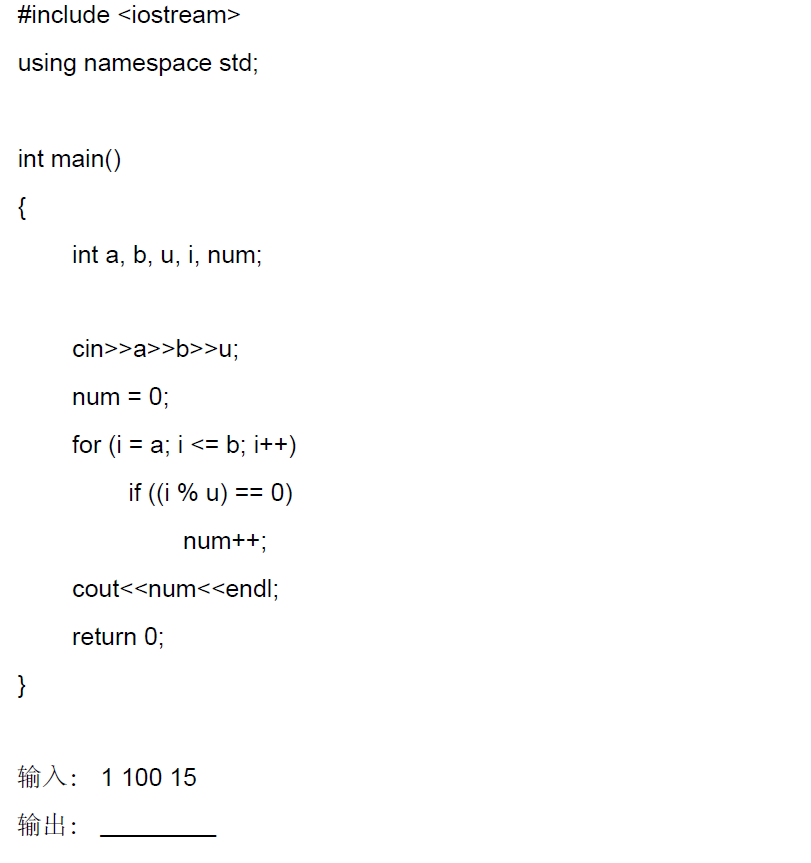 #include <iostream>
using namespace std;
int main()
{
int a, b, u, i, num;
cin>>a>>b>>u;
num = 0;
for (i = a; i <= b; i++)
if ((i % u) == 0)
num++;
cout<<num<<endl;
return 0;
}
输入： 1 100 15
输出： _________